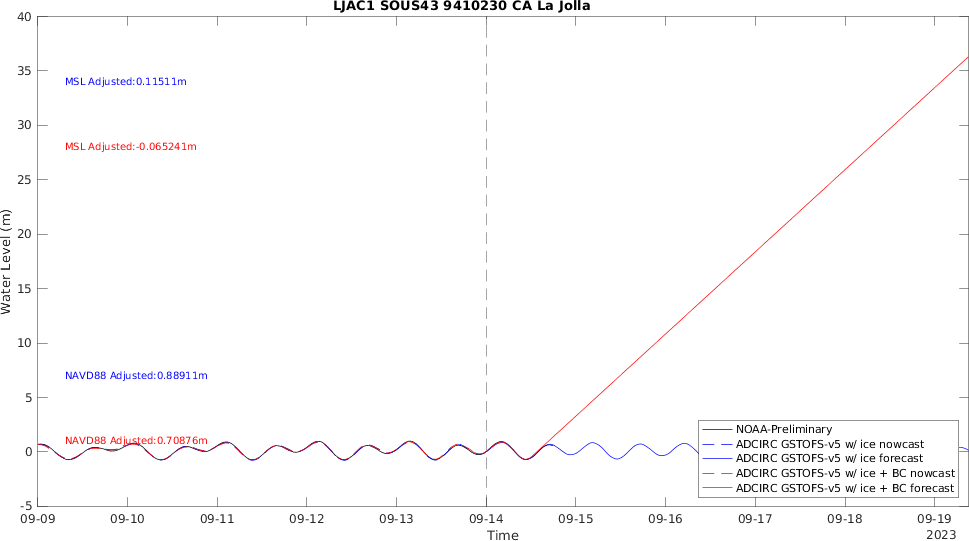 LJAC1 SOUS43 9410230 CA La Jolla
40
35
30
25
20
15
10
5
0
-5
Water Level (m)
MSL Adjusted:0.11511m
MSL Adjusted:-0.065241m
NAVD88 Adjusted:0.88911m
NAVD88 Adjusted:0.70876m
NOAA-Preliminary
ADCIRC GSTOFS-v5 w/ ice nowcast
ADCIRC GSTOFS-v5 w/ ice forecast
ADCIRC GSTOFS-v5 w/ ice + BC nowcast
ADCIRC GSTOFS-v5 w/ ice + BC forecast
09-09 09-10 09-11 09-12 09-13 09-14 09-15 09-16 09-17 09-18 09-19
Time
2023